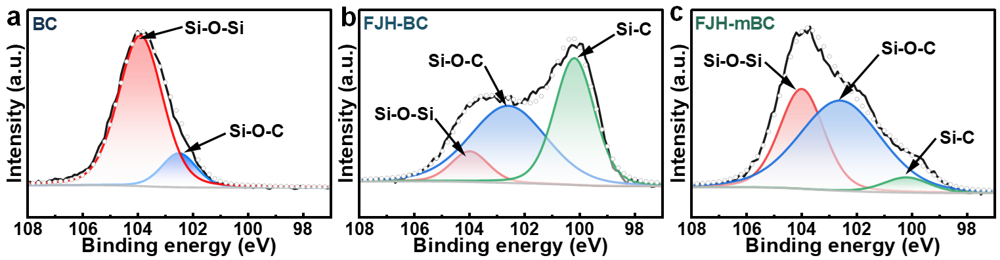 a
BC
Si-O-Si
Si-O-C
Intensity (a.u.)
108 106 104 102 100 98
Binding energy (eV)
b
FJH-BC
Si-C
Si-O-C
Si-O-Si
Intensity (a.u.)
108 106 104 102 100 98
Binding energy (eV)
c
FJH-mBC
Si-O-C
Si-O-Si
Si-C
Intensity (a.u.)
108 106 104 102 100 98
Binding energy (eV)